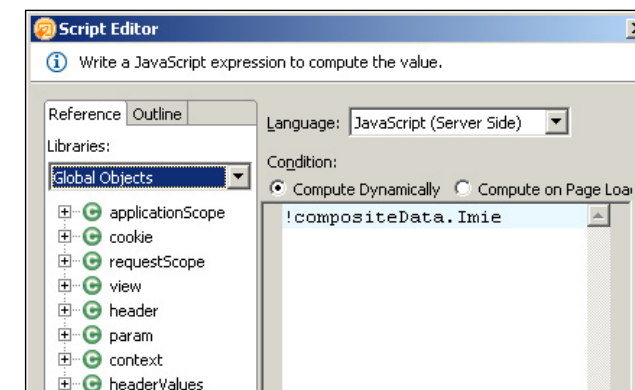 Script Editor
Write a JavaScript expression to compute the value.
Reference Outline
Language: JavaScript (Server Side)
Libraries:
Condition:
Global Objects
Compute Dynamically Compute on Page Loa
applicationScope
!compositeData.Imie
cookie
requestScope
view
header
param
context
headerValues